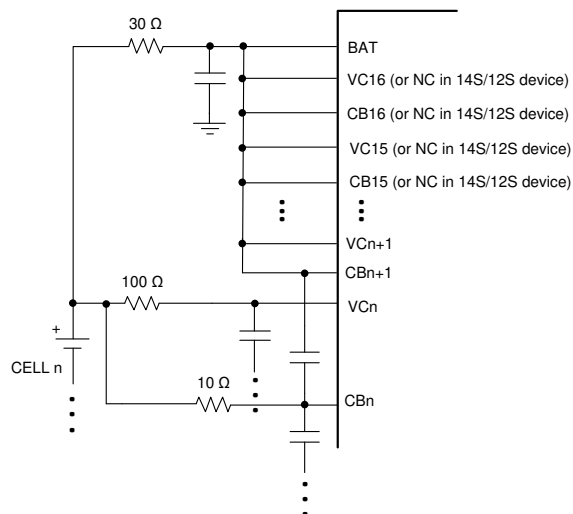 30 Ω
BAT
VC16 (or NC in 14S/12S device)
CB16 (or NC in 14S/12S device)
VC15 (or NC in 14S/12S device)
CB15 (or NC in 14S/12S device)
VCn+1
CBn+1
100 Ω
VCn
+
CELL n
10 Ω
CBn